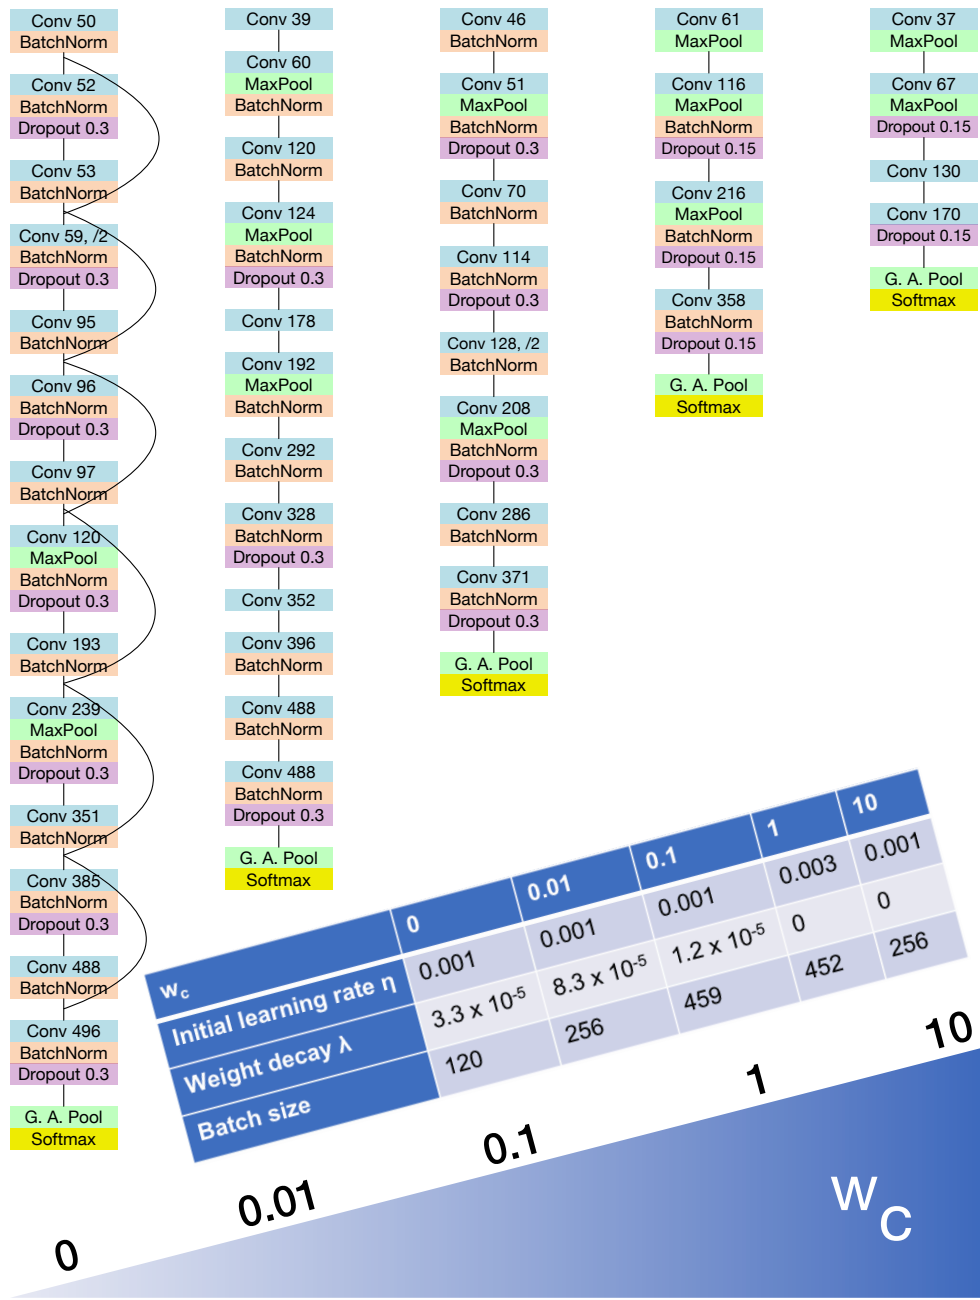 Conv 50
BatchNorm
Conv 52
BatchNorm
Dropout 0.3
Conv 53
BatchNorm
Conv 59, /2
BatchNorm
Dropout 0.3
Conv 95
BatchNorm
Conv 96
BatchNorm
Dropout 0.3
Conv 97
BatchNorm
Conv 120
MaxPool
BatchNorm
Dropout 0.3
Conv 193
BatchNorm
Conv 239
MaxPool
BatchNorm
Dropout 0.3
Conv 351
BatchNorm
Conv 385
BatchNorm
Dropout 0.3
Conv 488
BatchNorm
Conv 496
BatchNorm
Dropout 0.3
G. A. Pool
Softmax
Conv 39
Conv 60
MaxPool
BatchNorm
Conv 120
BatchNorm
Conv 124
MaxPool
BatchNorm
Dropout 0.3
Conv 178
Conv 192
MaxPool
BatchNorm
Conv 292
BatchNorm
Conv 328
BatchNorm
Dropout 0.3
Conv 352
Conv 396
BatchNorm
Conv 488
BatchNorm
Conv 488
BatchNorm
Dropout 0.3
G. A. Pool
Softmax
Conv 46
BatchNorm
Conv 51
MaxPool
BatchNorm
Dropout 0.3
Conv 70
BatchNorm
Conv 114
BatchNorm
Dropout 0.3
Conv 128, /2
BatchNorm
Conv 208
MaxPool
BatchNorm
Dropout 0.3
Conv 286
BatchNorm
Conv 371
BatchNorm
Dropout 0.3
G. A. Pool
Softmax
Conv 61
MaxPool
Conv 116
MaxPool
BatchNorm
Dropout 0.15
Conv 216
MaxPool
BatchNorm
Dropout 0.15
Conv 358
BatchNorm
Dropout 0.15
G. A. Pool
Softmax
Conv 37
MaxPool
Conv 67
MaxPool
Dropout 0.15
Conv 130
Conv 170
Dropout 0.15
G. A. Pool
Softmax
w_c 0 0.01 0.1 1 10
Initial learning rate η 0.001 0.001 0.001 0.003 0.001
Weight decay λ 3.3 x 10^-5 8.3 x 10^-5 1.2 x 10^-5 0 0
Batch size 120 256 459 452 256
0 0.01 0.1 1 10
w_c